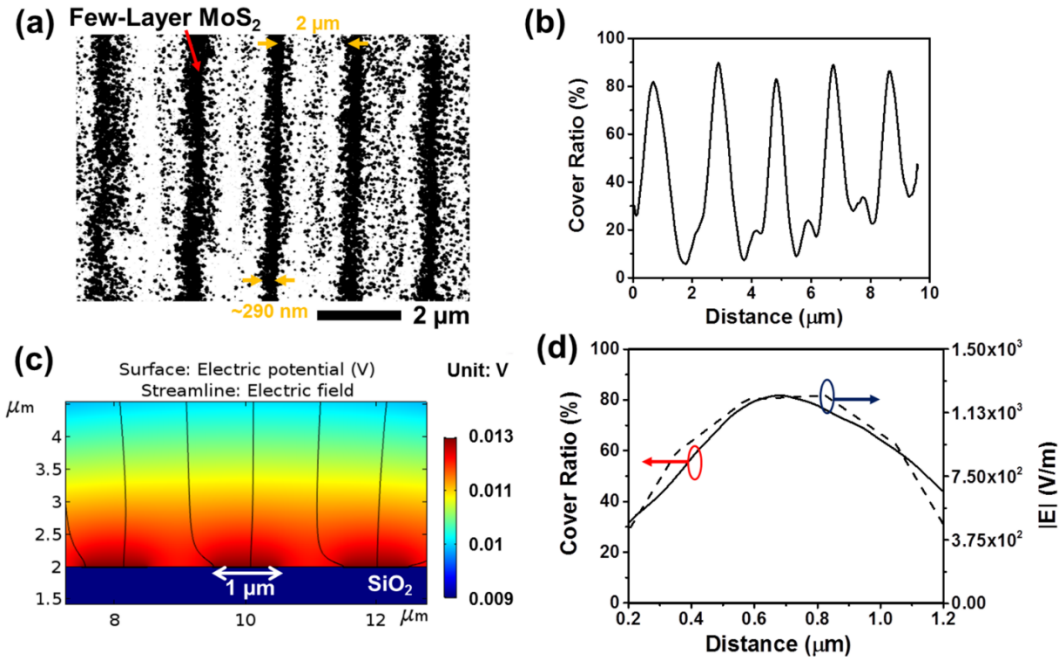 (a)
Few-Layer MoS₂
2 μm
~290 nm
2 μm
(b)
Cover Ratio (%)
100
80
60
40
20
0
0 2 4 6 8 10
Distance (μm)
(c)
Surface: Electric potential (V)
Streamline: Electric field
Unit: V
μm
4
3.5
3
2.5
2
1.5
1 μm
SiO₂
8 10 12 μm
0.013
0.011
0.01
0.009
(d)
Cover Ratio (%)
100
80
60
40
20
0
0.2 0.4 0.6 0.8 1.0 1.2
Distance (μm)
1.50x10³
1.13x10³
7.50x10²
3.75x10²
0.00
|E| (V/m)